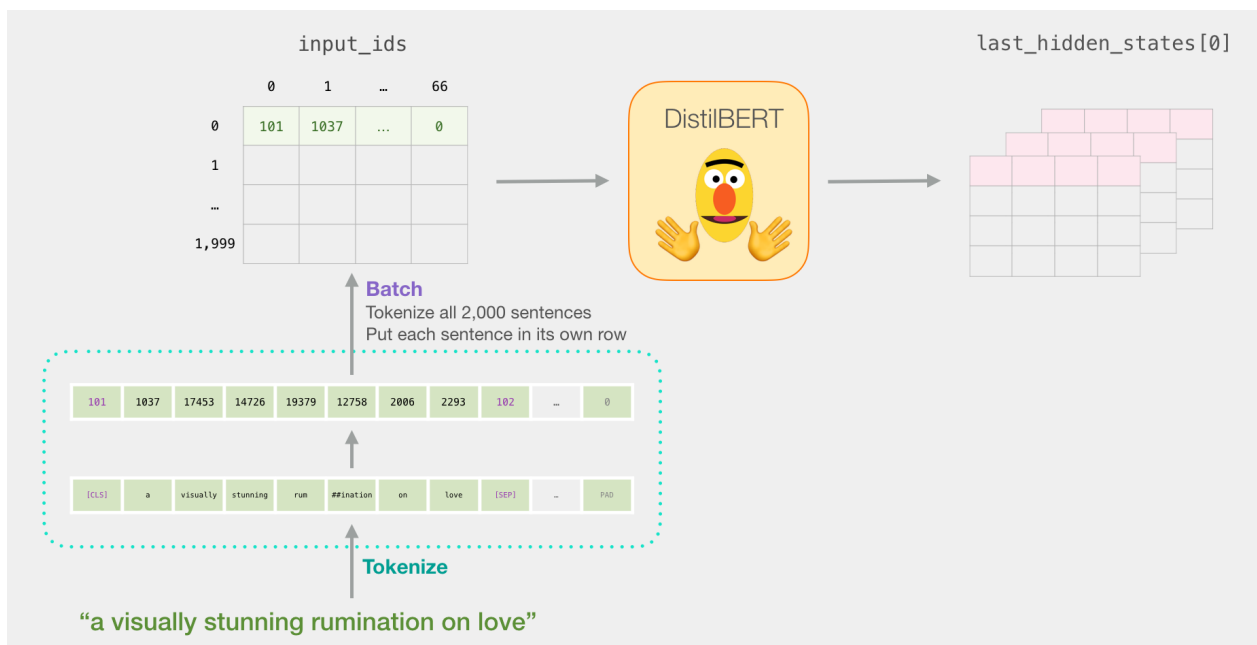 input_ids
last_hidden_states[0]
0 1 … 66
0 101 1037 … 0
1
…
1,999
DistilBERT
Batch
Tokenize all 2,000 sentences
Put each sentence in its own row
101 1037 17453 14726 19379 12758 2006 2293 102 … 0
[CLS] a visually stunning rum ##ination on love [SEP] … PAD
Tokenize
“a visually stunning rumination on love”